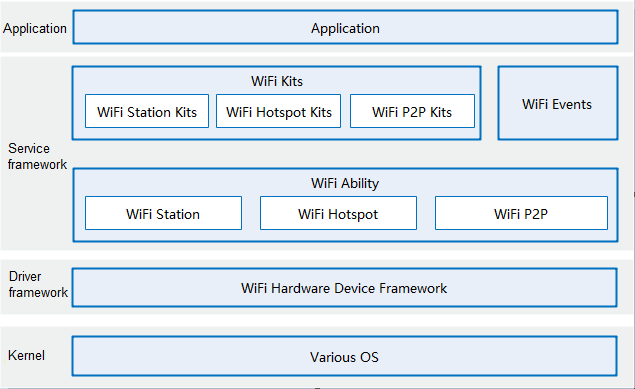 Application
Application
WiFi Kits
WiFi Station Kits
WiFi Hotspot Kits
WiFi P2P Kits
WiFi Events
Service
framework
WiFi Ability
WiFi Station
WiFi Hotspot
WiFi P2P
Driver
framework
WiFi Hardware Device Framework
Kernel
Various OS